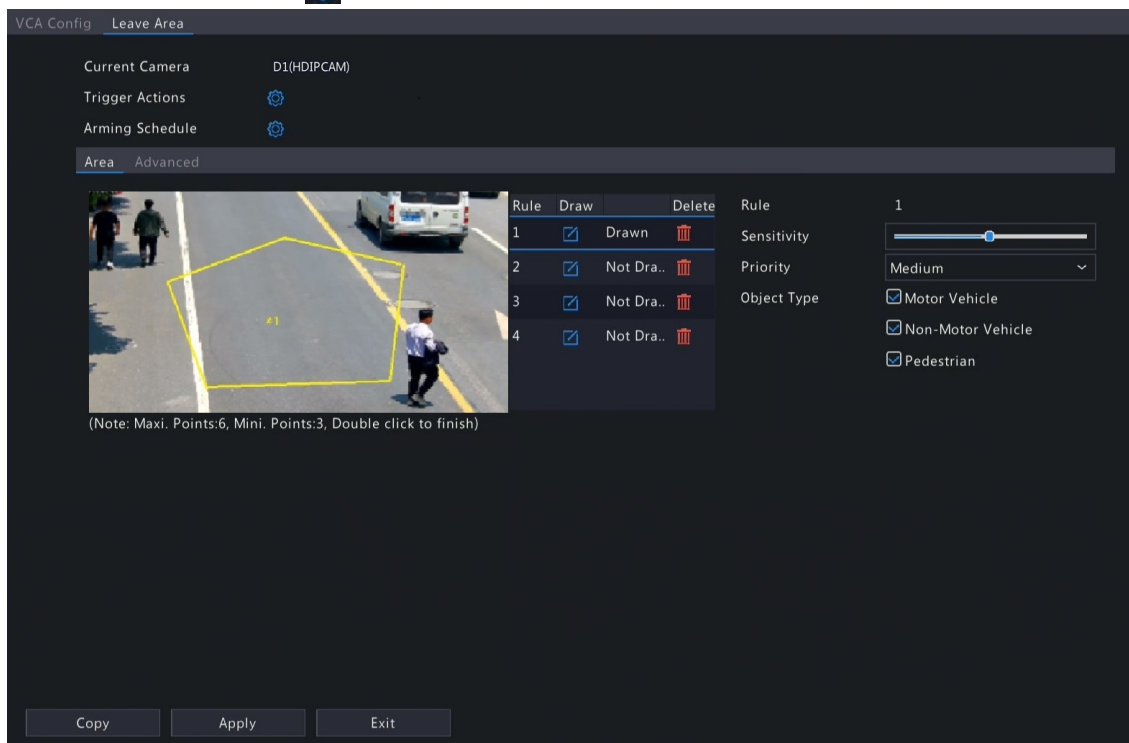 VCA Config Leave Area
Current Camera D1(HDIPCAM)
Trigger Actions
Arming Schedule
Area Advanced
Rule Draw Delete
1 Drawn
2 Not Dra..
3 Not Dra..
4 Not Dra..
#1
(Note: Maxi. Points:6, Mini. Points:3, Double click to finish)
Rule 1
Sensitivity
Priority Medium
Object Type Motor Vehicle
Non-Motor Vehicle
Pedestrian
Copy Apply Exit